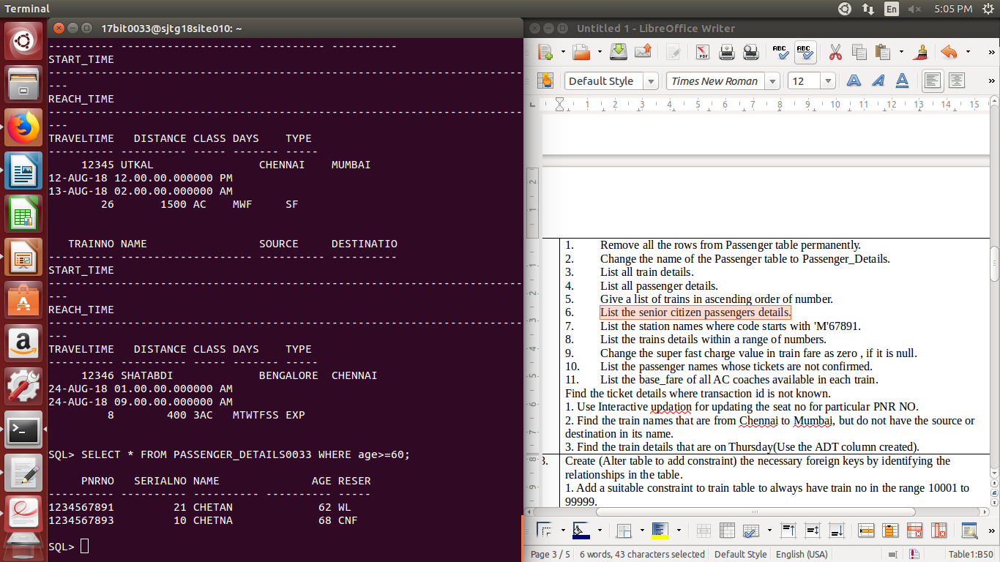 Terminal
En
5:05 PM
17bit0033@sjtg18site010: ~
---------- -------------------- ----------- ----------
START_TIME
---------------------------------------------------------------------------
---
REACH_TIME
---------------------------------------------------------------------------
---
TRAVELTIME   DISTANCE CLASS DAYS    TYPE
---------- ---------- ----- ------- -----
     12345 UTKAL                CHENNAI    MUMBAI
12-AUG-18 12.00.00.000000 PM
13-AUG-18 02.00.00.000000 AM
        26       1500 AC    MWF     SF
   TRAINNO NAME                 SOURCE     DESTINATIO
---------- -------------------- ---------- ----------
START_TIME
---------------------------------------------------------------------------
---
REACH_TIME
---------------------------------------------------------------------------
---
TRAVELTIME   DISTANCE CLASS DAYS    TYPE
---------- ---------- ----- ------- -----
     12346 SHATABDI             BENGALORE  CHENNAI
24-AUG-18 01.00.00.000000 AM
24-AUG-18 09.00.00.000000 AM
         8        400 3AC   MTWTFSS EXP
SQL> SELECT * FROM PASSENGER_DETAILS0033 WHERE age>=60;
     PNRNO   SERIALNO NAME              AGE RESER
---------- ---------- ---------- ---------- -----
1234567891         21 CHETAN             62 WL
1234567893         10 CHETNA             68 CNF
SQL>
Untitled 1 - LibreOffice Writer
Default Style
Times New Roman
12
1 2 3 4 5 6 7 8 9 10 11 12 13 14 15
1. Remove all the rows from Passenger table permanently.
2. Change the name of the Passenger table to Passenger_Details.
3. List all train details.
4. List all passenger details.
5. Give a list of trains in ascending order of number.
6. List the senior citizen passengers details.
7. List the station names where code starts with 'M'67891.
8. List the trains details within a range of numbers.
9. Change the super fast charge value in train fare as zero , if it is null.
10. List the passenger names whose tickets are not confirmed.
11. List the base_fare of all AC coaches available in each train.
Find the ticket details where transaction id is not known.
1. Use Interactive updation for updating the seat no for particular PNR NO.
2. Find the train names that are from Chennai to Mumbai, but do not have the source or
destination in its name.
3. Find the train details that are on Thursday(Use the ADT column created).
3. Create (Alter table to add constraint) the necessary foreign keys by identifying the
relationships in the table.
1. Add a suitable constraint to train table to always have train no in the range 10001 to
99999.
Page 3 / 5
6 words, 43 characters selected
Default Style
English (USA)
Table1:B50